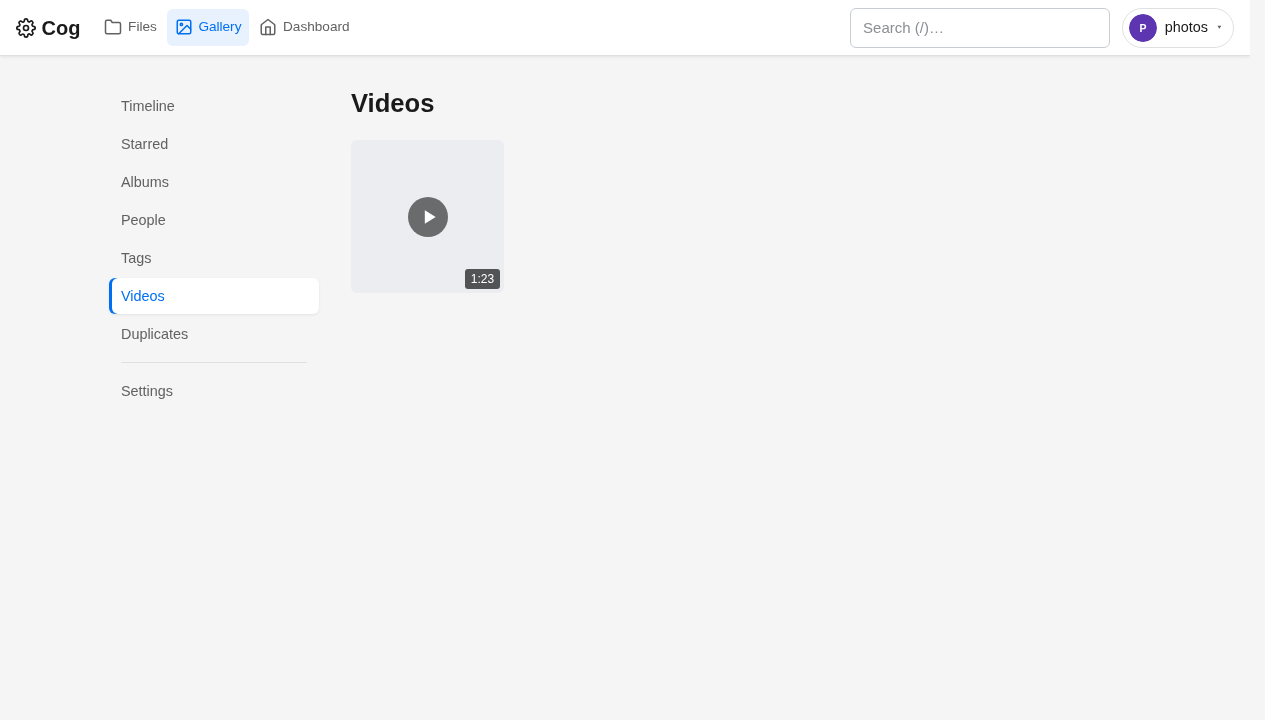 Cog
Files
Gallery
Dashboard
Search (/)…
P
photos
Timeline
Starred
Albums
People
Tags
Videos
Duplicates
Settings
Videos
1:23